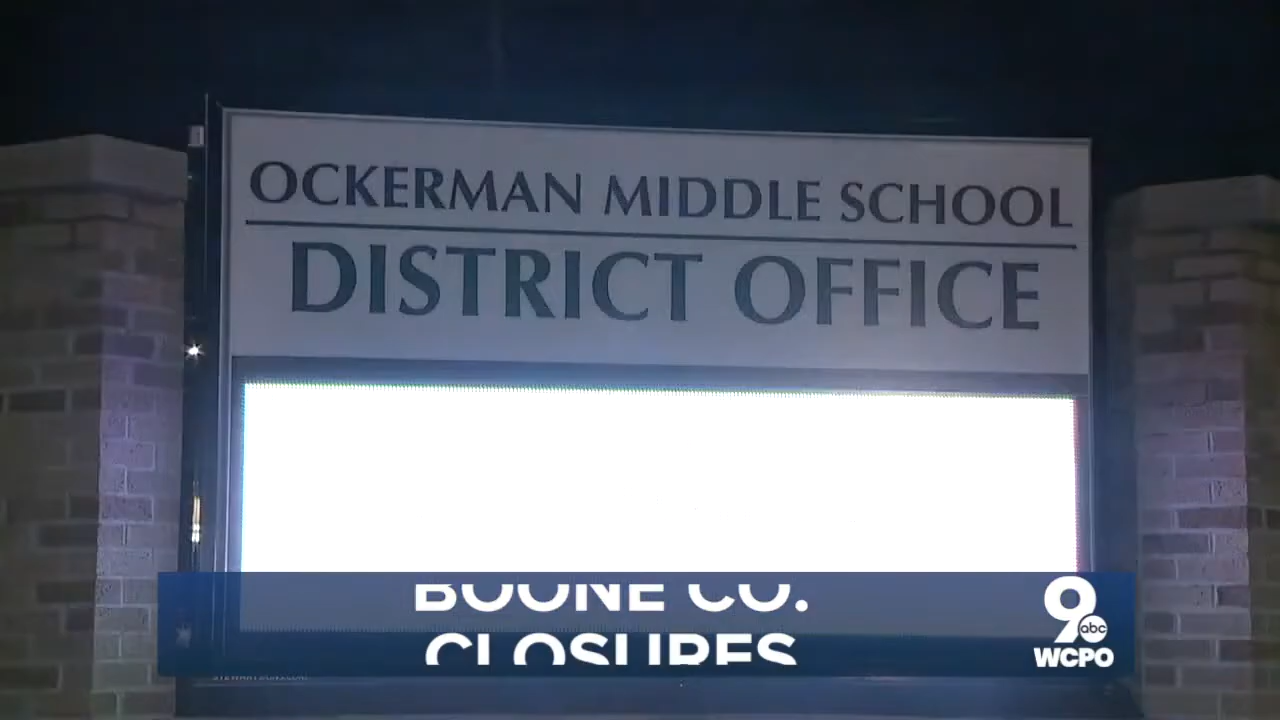 OCKERMAN MIDDLE SCHOOL
DISTRICT OFFICE
BOONE CO.
CLOSURES
9
abc
WCPO